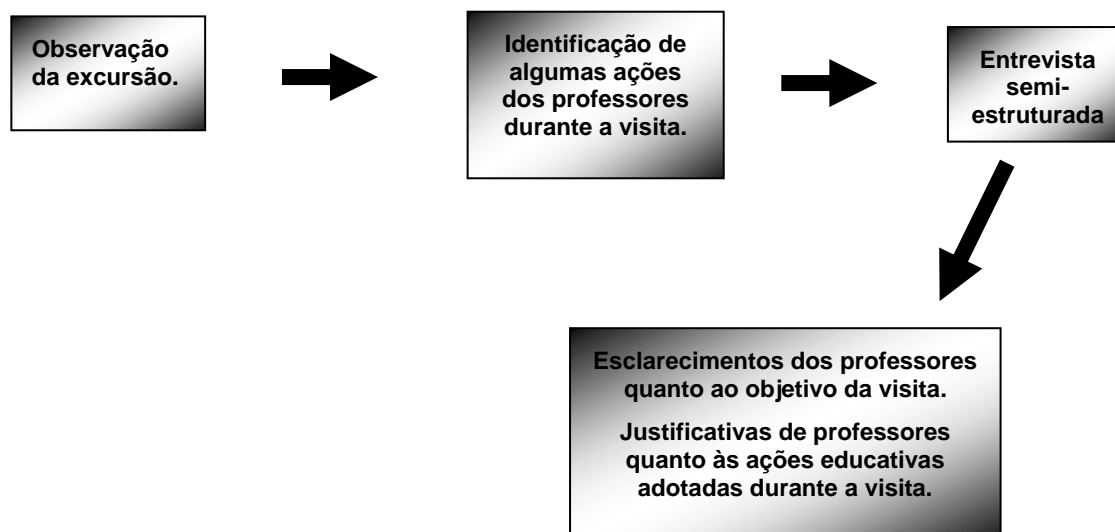 Observação
da excursão.
Identificação de
algumas ações
dos professores
durante a visita.
Entrevista
semi-
estruturada
Esclarecimentos dos professores
quanto ao objetivo da visita.
Justificativas de professores
quanto às ações educativas
adotadas durante a visita.